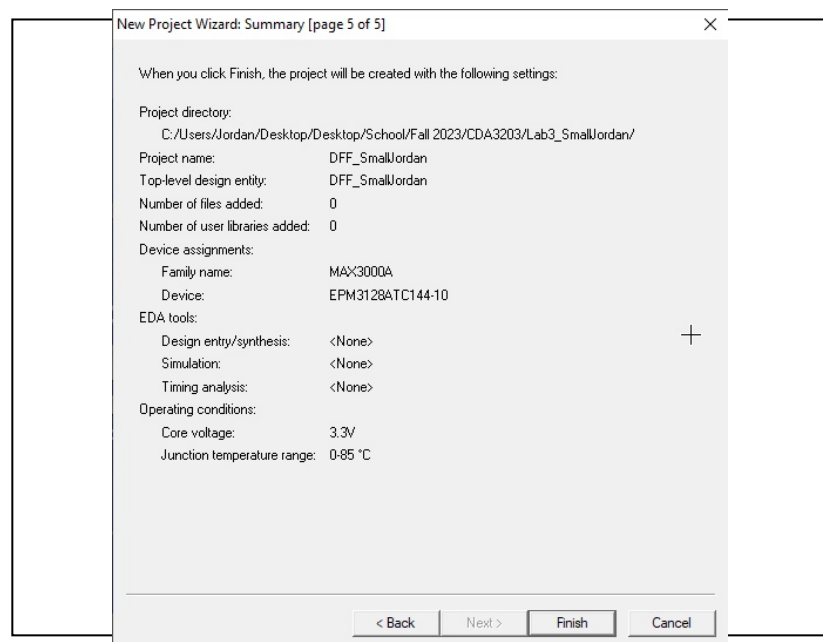 New Project Wizard: Summary [page 5 of 5]
When you click Finish, the project will be created with the following settings:
Project directory:
C:/Users/Jordan/Desktop/Desktop/School/Fall 2023/CDA3203/Lab3_SmallJordan/
Project name: DFF_SmallJordan
Top-level design entity: DFF_SmallJordan
Number of files added: 0
Number of user libraries added: 0
Device assignments:
Family name: MAX3000A
Device: EPM3128ATC144-10
EDA tools:
Design entry/synthesis: <None>
Simulation: <None>
Timing analysis: <None>
Operating conditions:
Core voltage: 3.3V
Junction temperature range: 0-85 °C
< Back Next > Finish Cancel